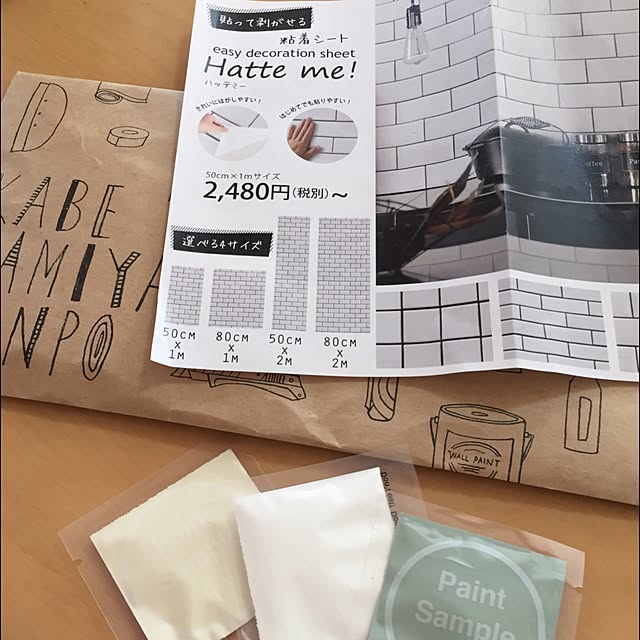 貼って剥がせる
粘着シート
easy decoration sheet
Hatte me!
ハッテミー
きれいにはがしやすい!
はじめてでも貼りやすい!
50cm×1mサイズ
2,480円(税別)~
選べる4サイズ
50CM X 1M
80CM X 1M
50CM X 2M
80CM X 2M
KABE
AMIYA
NPO
WALL PAINT
Paint
Sample